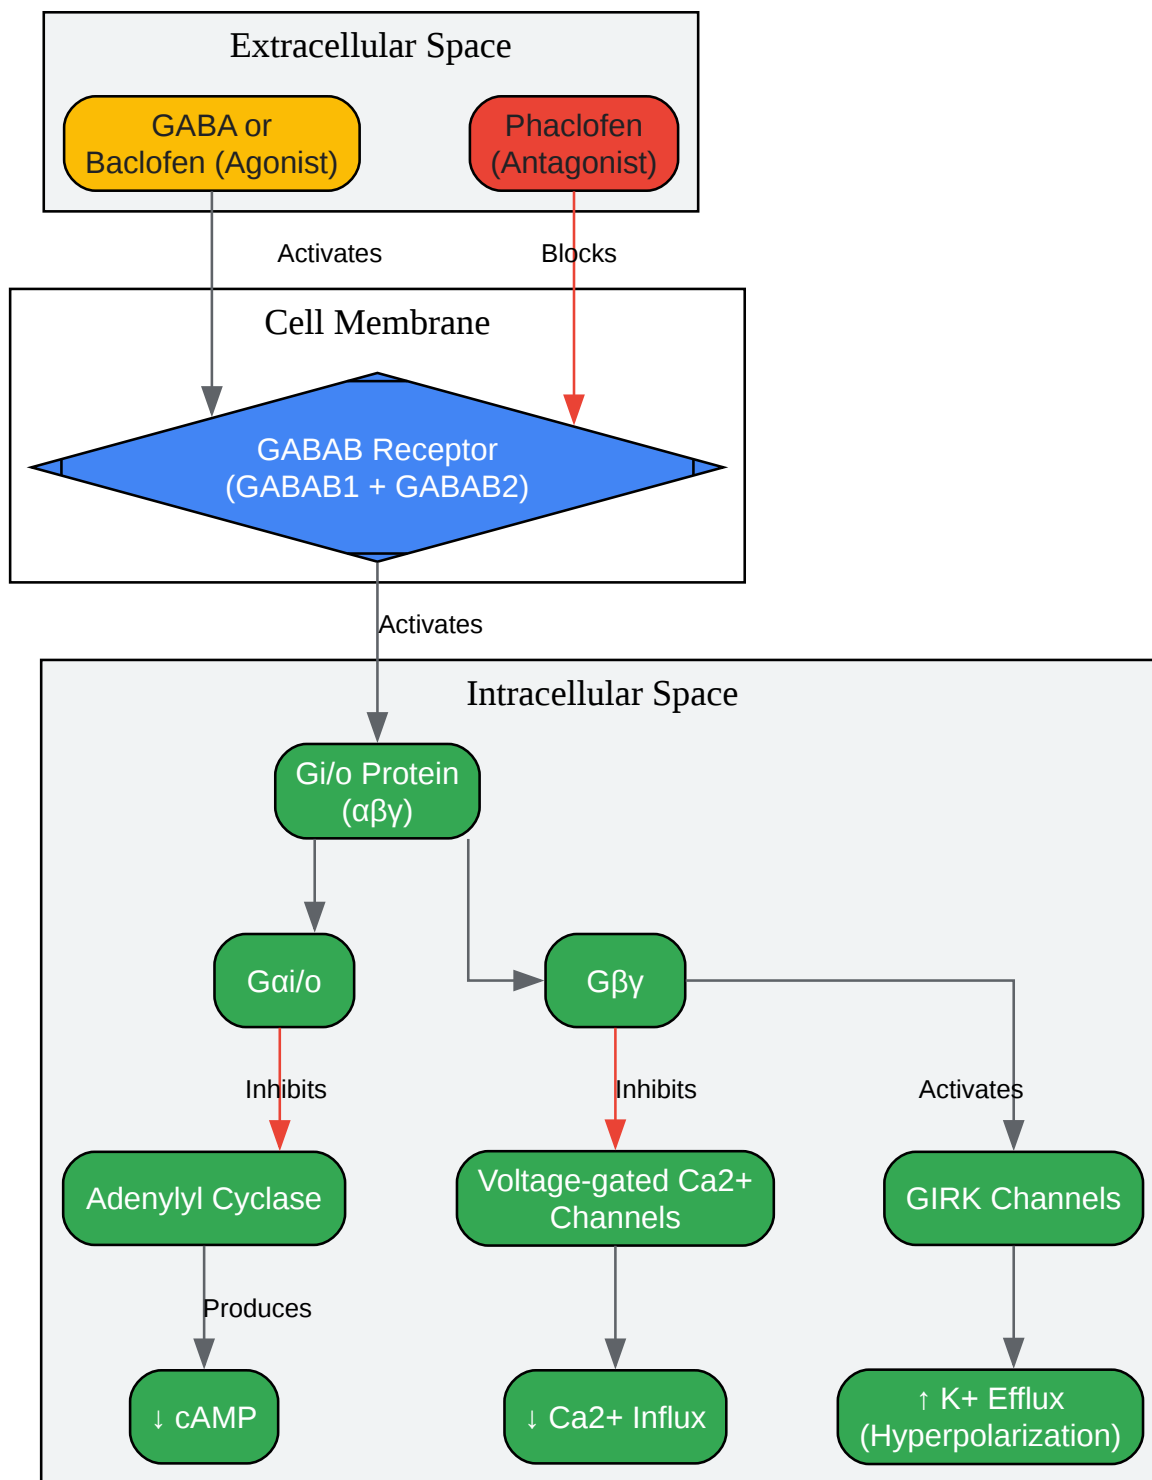 Extracellular Space
GABA or
Baclofen (Agonist)
Phaclofen
(Antagonist)
Activates
Blocks
Cell Membrane
GABAB Receptor
(GABAB1 + GABAB2)
Activates
Intracellular Space
Gi/o Protein
(αβγ)
Gαi/o
Gβγ
Inhibits
Inhibits
Activates
Adenylyl Cyclase
Voltage-gated Ca2+
Channels
GIRK Channels
Produces
↓ cAMP
↓ Ca2+ Influx
↑ K+ Efflux
(Hyperpolarization)